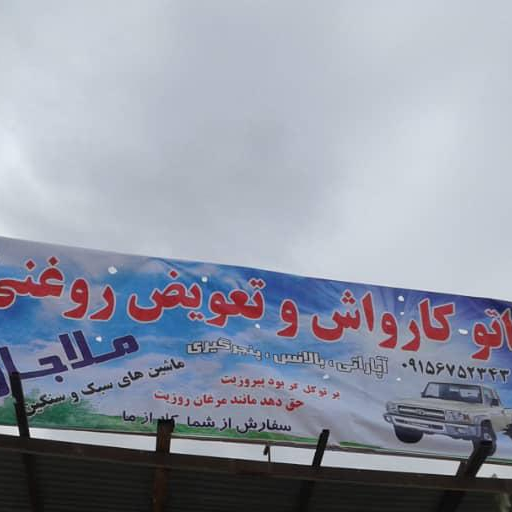 اتو کارواش و تعویض روغنی
۰۹۱۵۶۷۵۲۳۴۳
آپاراتی ، بالانس ، پنچرگیری
ملاجان
ماشین های سبک و سنگین
بر توکل گر بود پیروزیت
حق دهد مانند مرغان روزیت
سفارش از شما کار از ما